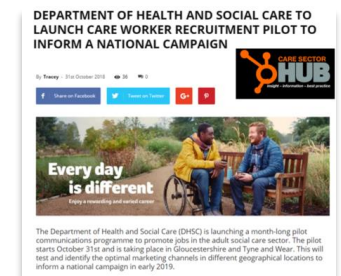 DEPARTMENT OF HEALTH AND SOCIAL CARE TO
LAUNCH CARE WORKER RECRUITMENT PILOT TO
INFORM A NATIONAL CAMPAIGN
CARE SECTOR
HUB
insight - information - best practice
By Tracey - 31st October 2018 36 0
Share on Facebook
Tweet on Twitter
G+
Every day
is different
Enjoy a rewarding and varied career
The Department of Health and Social Care (DHSC) is launching a month-long pilot
communications programme to promote jobs in the adult social care sector. The pilot
starts October 31st and is taking place in Gloucestershire and Tyne and Wear. This will
test and identify the optimal marketing channels in different geographical locations to
inform a national campaign in early 2019.